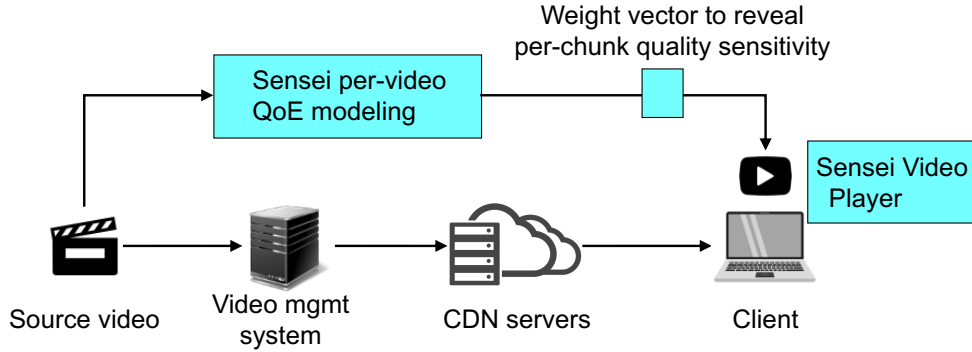 Weight vector to reveal
per-chunk quality sensitivity
Sensei per-video
QoE modeling
Sensei Video
Player
Source video
Video mgmt
system
CDN servers
Client